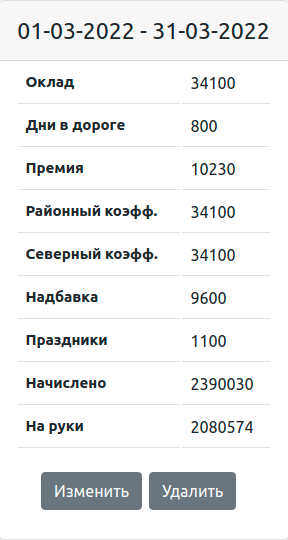 01-03-2022 - 31-03-2022
Оклад 34100
Дни в дороге 800
Премия 10230
Районный коэфф. 34100
Северный коэфф. 34100
Надбавка 9600
Праздники 1100
Начислено 2390030
На руки 2080574
Изменить Удалить